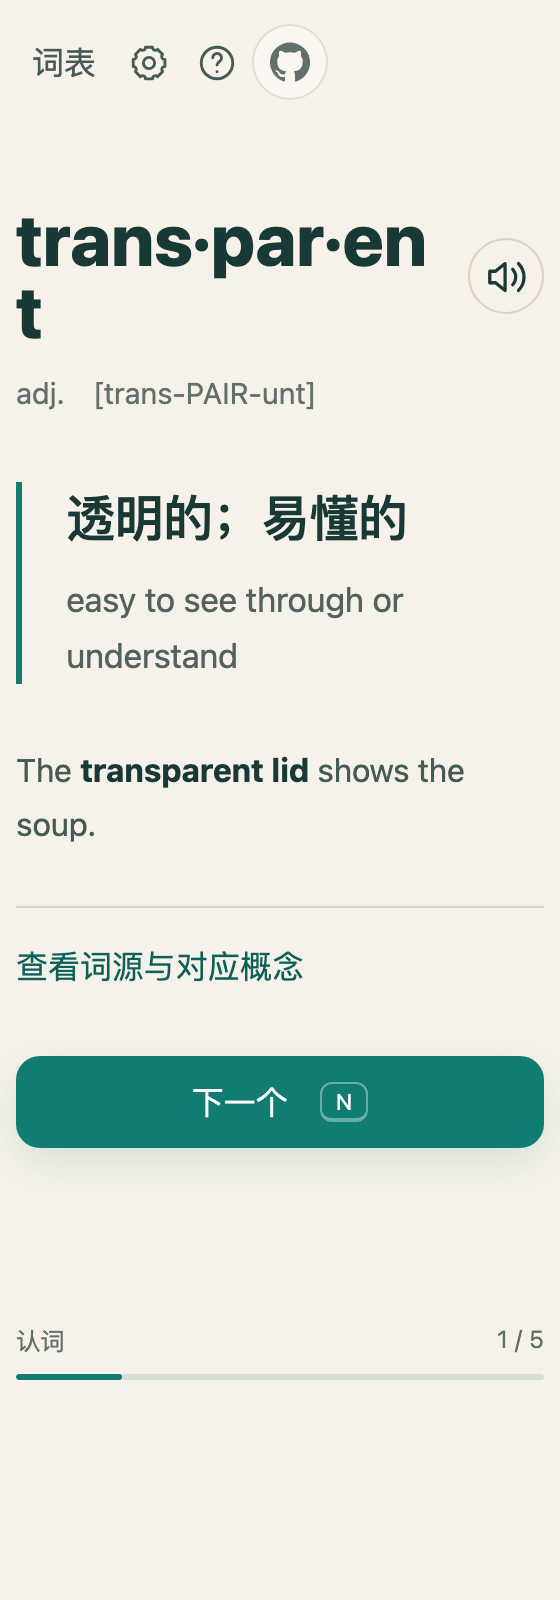 词表
trans·par·en
t
adj. [trans-PAIR-unt]
透明的；易懂的
easy to see through or
understand
The transparent lid shows the
soup.
查看词源与对应概念
下一个 N
认词 1 / 5